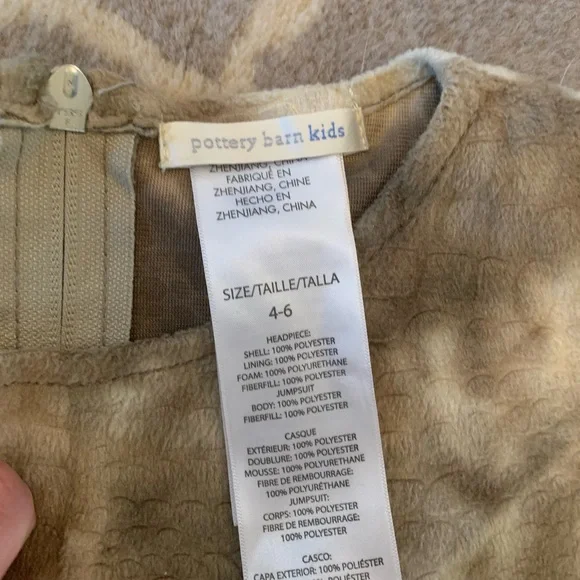 pottery barn kids
ZHENJIANG, CHINA
FABRIQUÉ EN
ZHENJIANG, CHINE
HECHO EN
ZHENJIANG, CHINA
SIZE/TAILLE/TALLA
4-6
HEADPIECE:
SHELL: 100% POLYESTER
LINING: 100% POLYESTER
FOAM: 100% POLYURETHANE
FIBERFILL: 100% POLYESTER
JUMPSUIT
BODY: 100% POLYESTER
FIBERFILL: 100% POLYESTER
CASQUE
EXTÉRIEUR: 100% POLYESTER
DOUBLURE: 100% POLYESTER
MOUSSE: 100% POLYURETHANE
FIBRE DE REMBOURRAGE:
100% POLYURÉTHANE
JUMPSUIT:
CORPS: 100% POLYESTER
FIBRE DE REMBOURRAGE:
100% POLYESTER
CASCO:
CAPA EXTERIOR: 100% POLIÉSTER